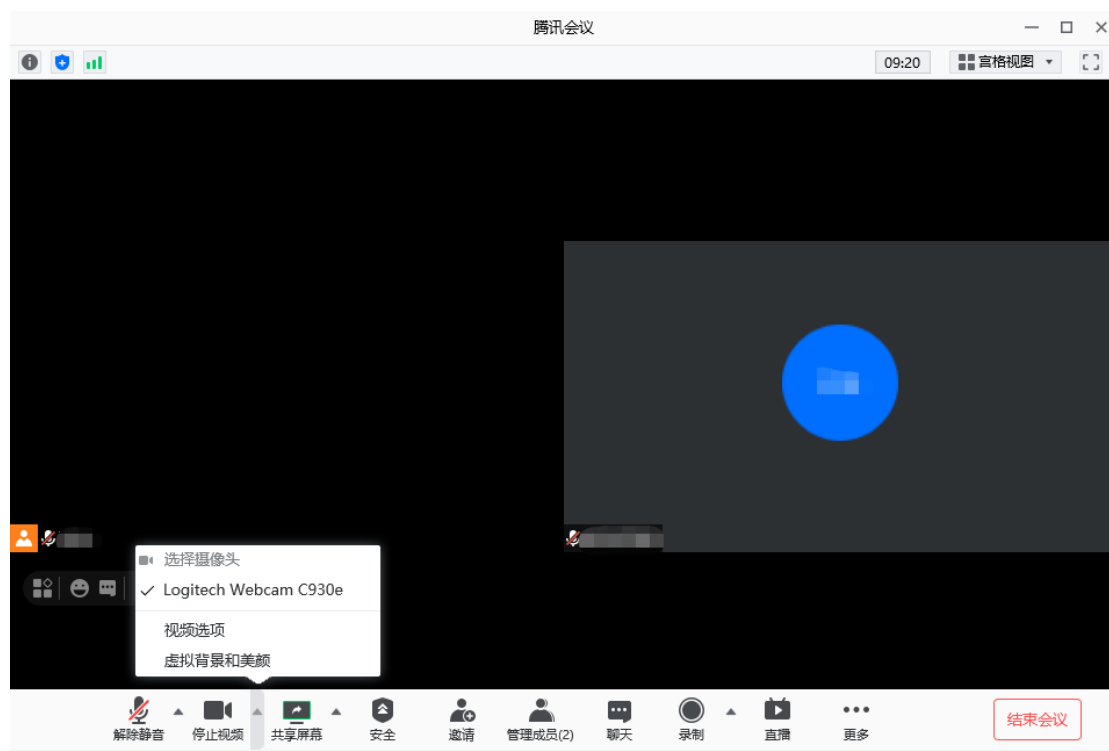 腾讯会议
09:20
宫格视图
选择摄像头
Logitech Webcam C930e
视频选项
虚拟背景和美颜
解除静音
停止视频
共享屏幕
安全
邀请
管理成员(2)
聊天
录制
直播
更多
结束会议